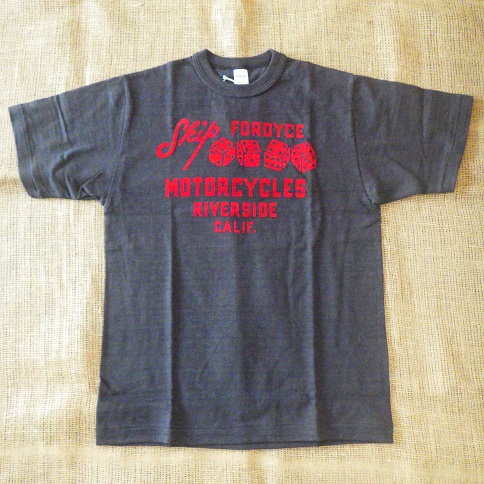 Skip FORDYCE
MOTORCYCLES
RIVERSIDE
CALIF.